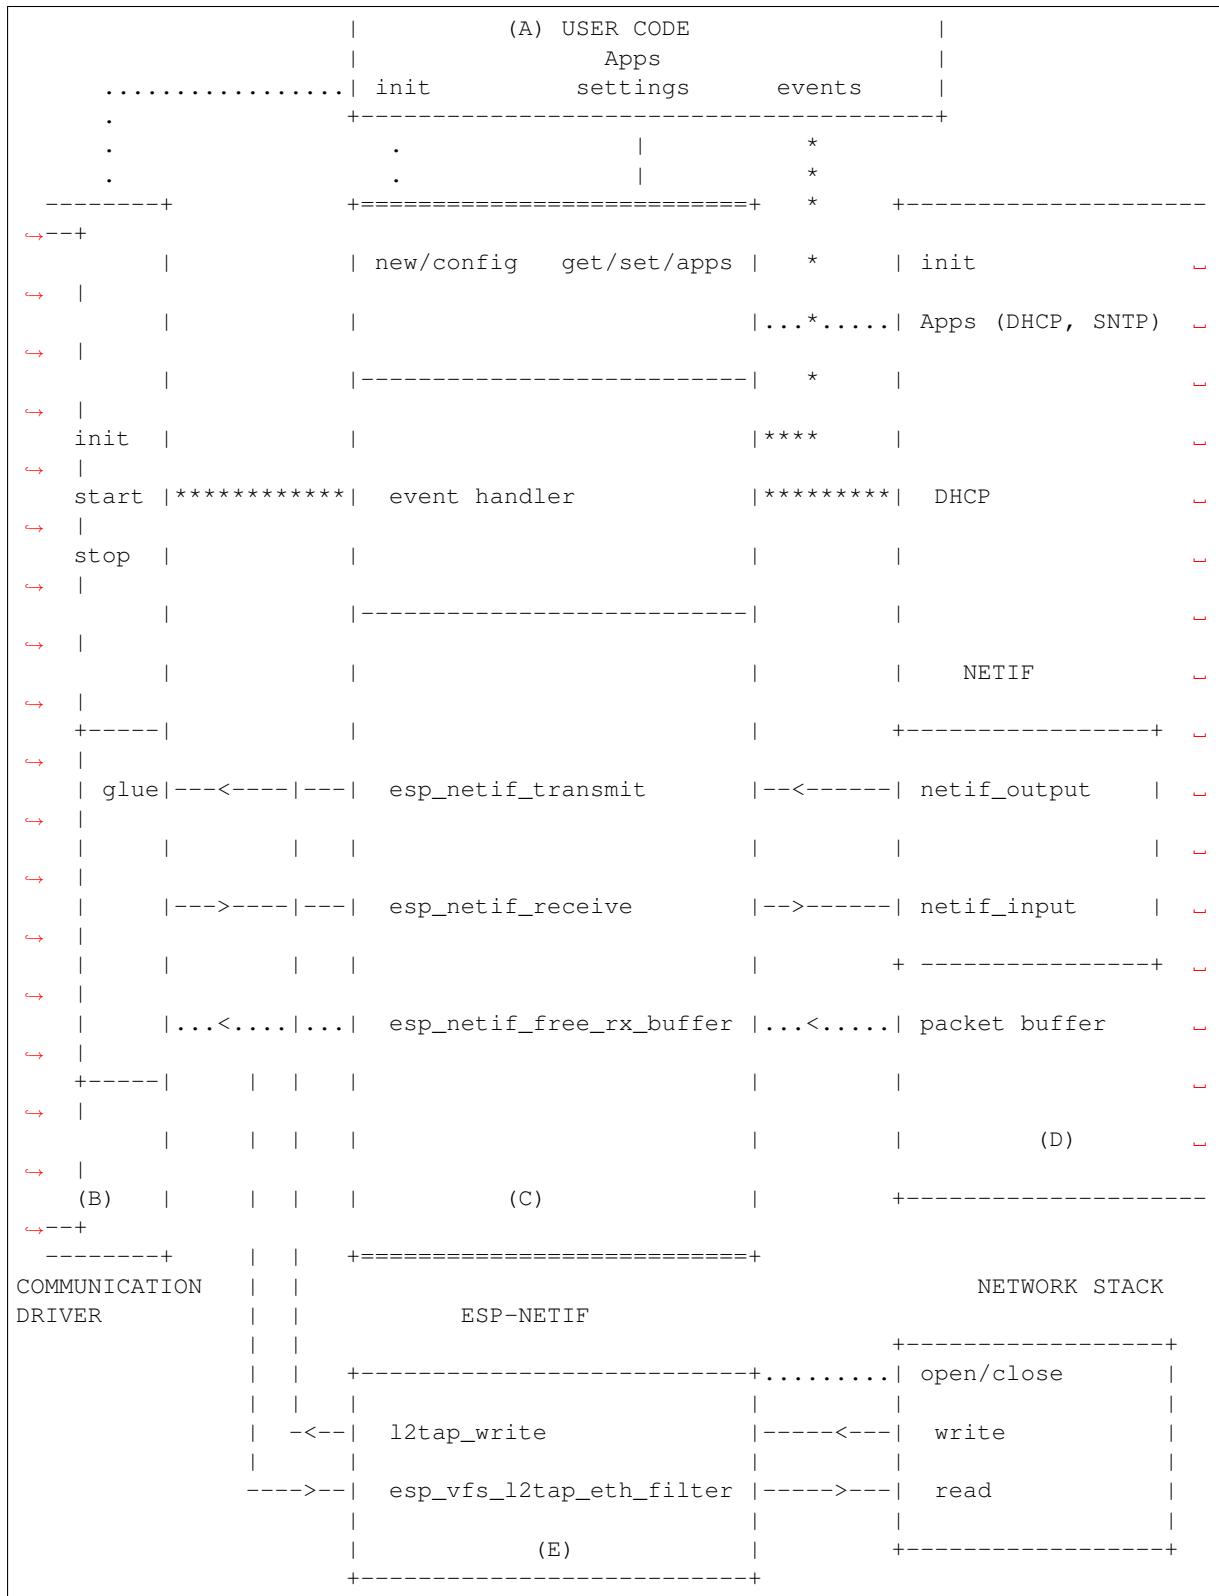 (A) USER CODE
Apps
init settings events
new/config get/set/apps init
Apps (DHCP, SNTP)
init
start event handler DHCP
stop
NETIF
glue esp_netif_transmit netif_output
esp_netif_receive netif_input
esp_netif_free_rx_buffer packet buffer
(D)
(B) (C)
COMMUNICATION NETWORK STACK
DRIVER ESP-NETIF
open/close
l2tap_write write
esp_vfs_l2tap_eth_filter read
(E)